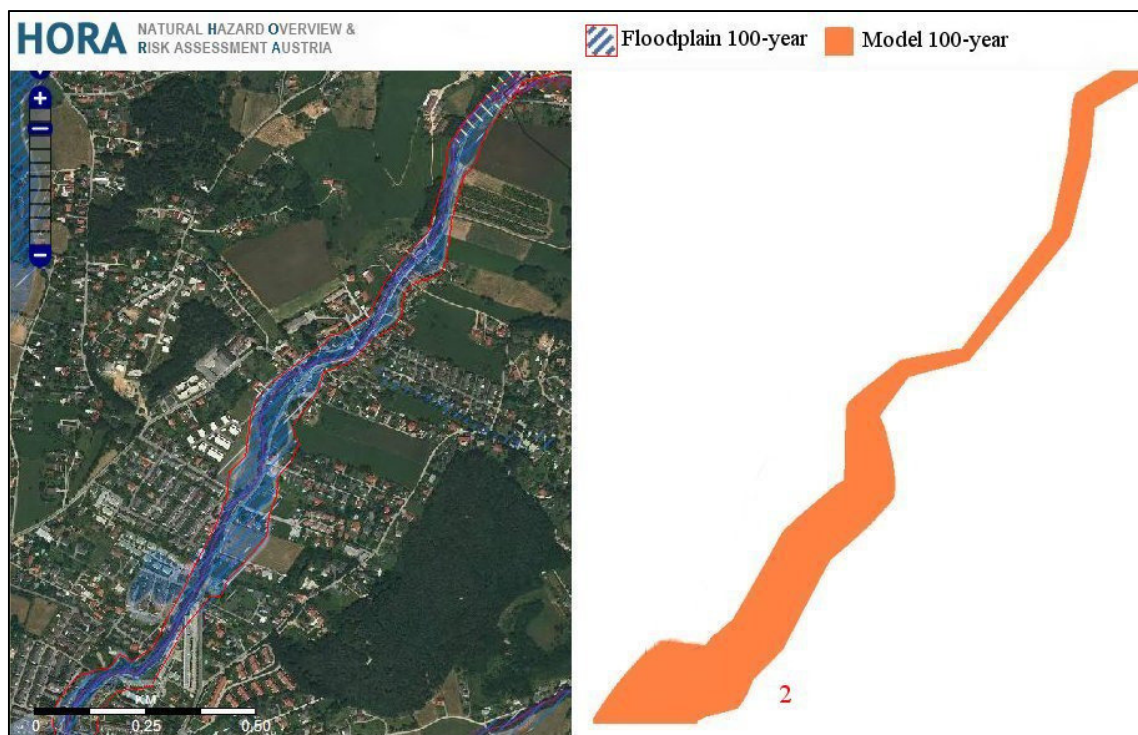 HORA NATURAL HAZARD OVERVIEW &
RISK ASSESSMENT AUSTRIA
Floodplain 100-year Model 100-year
2
KM
0 0,25 0,50